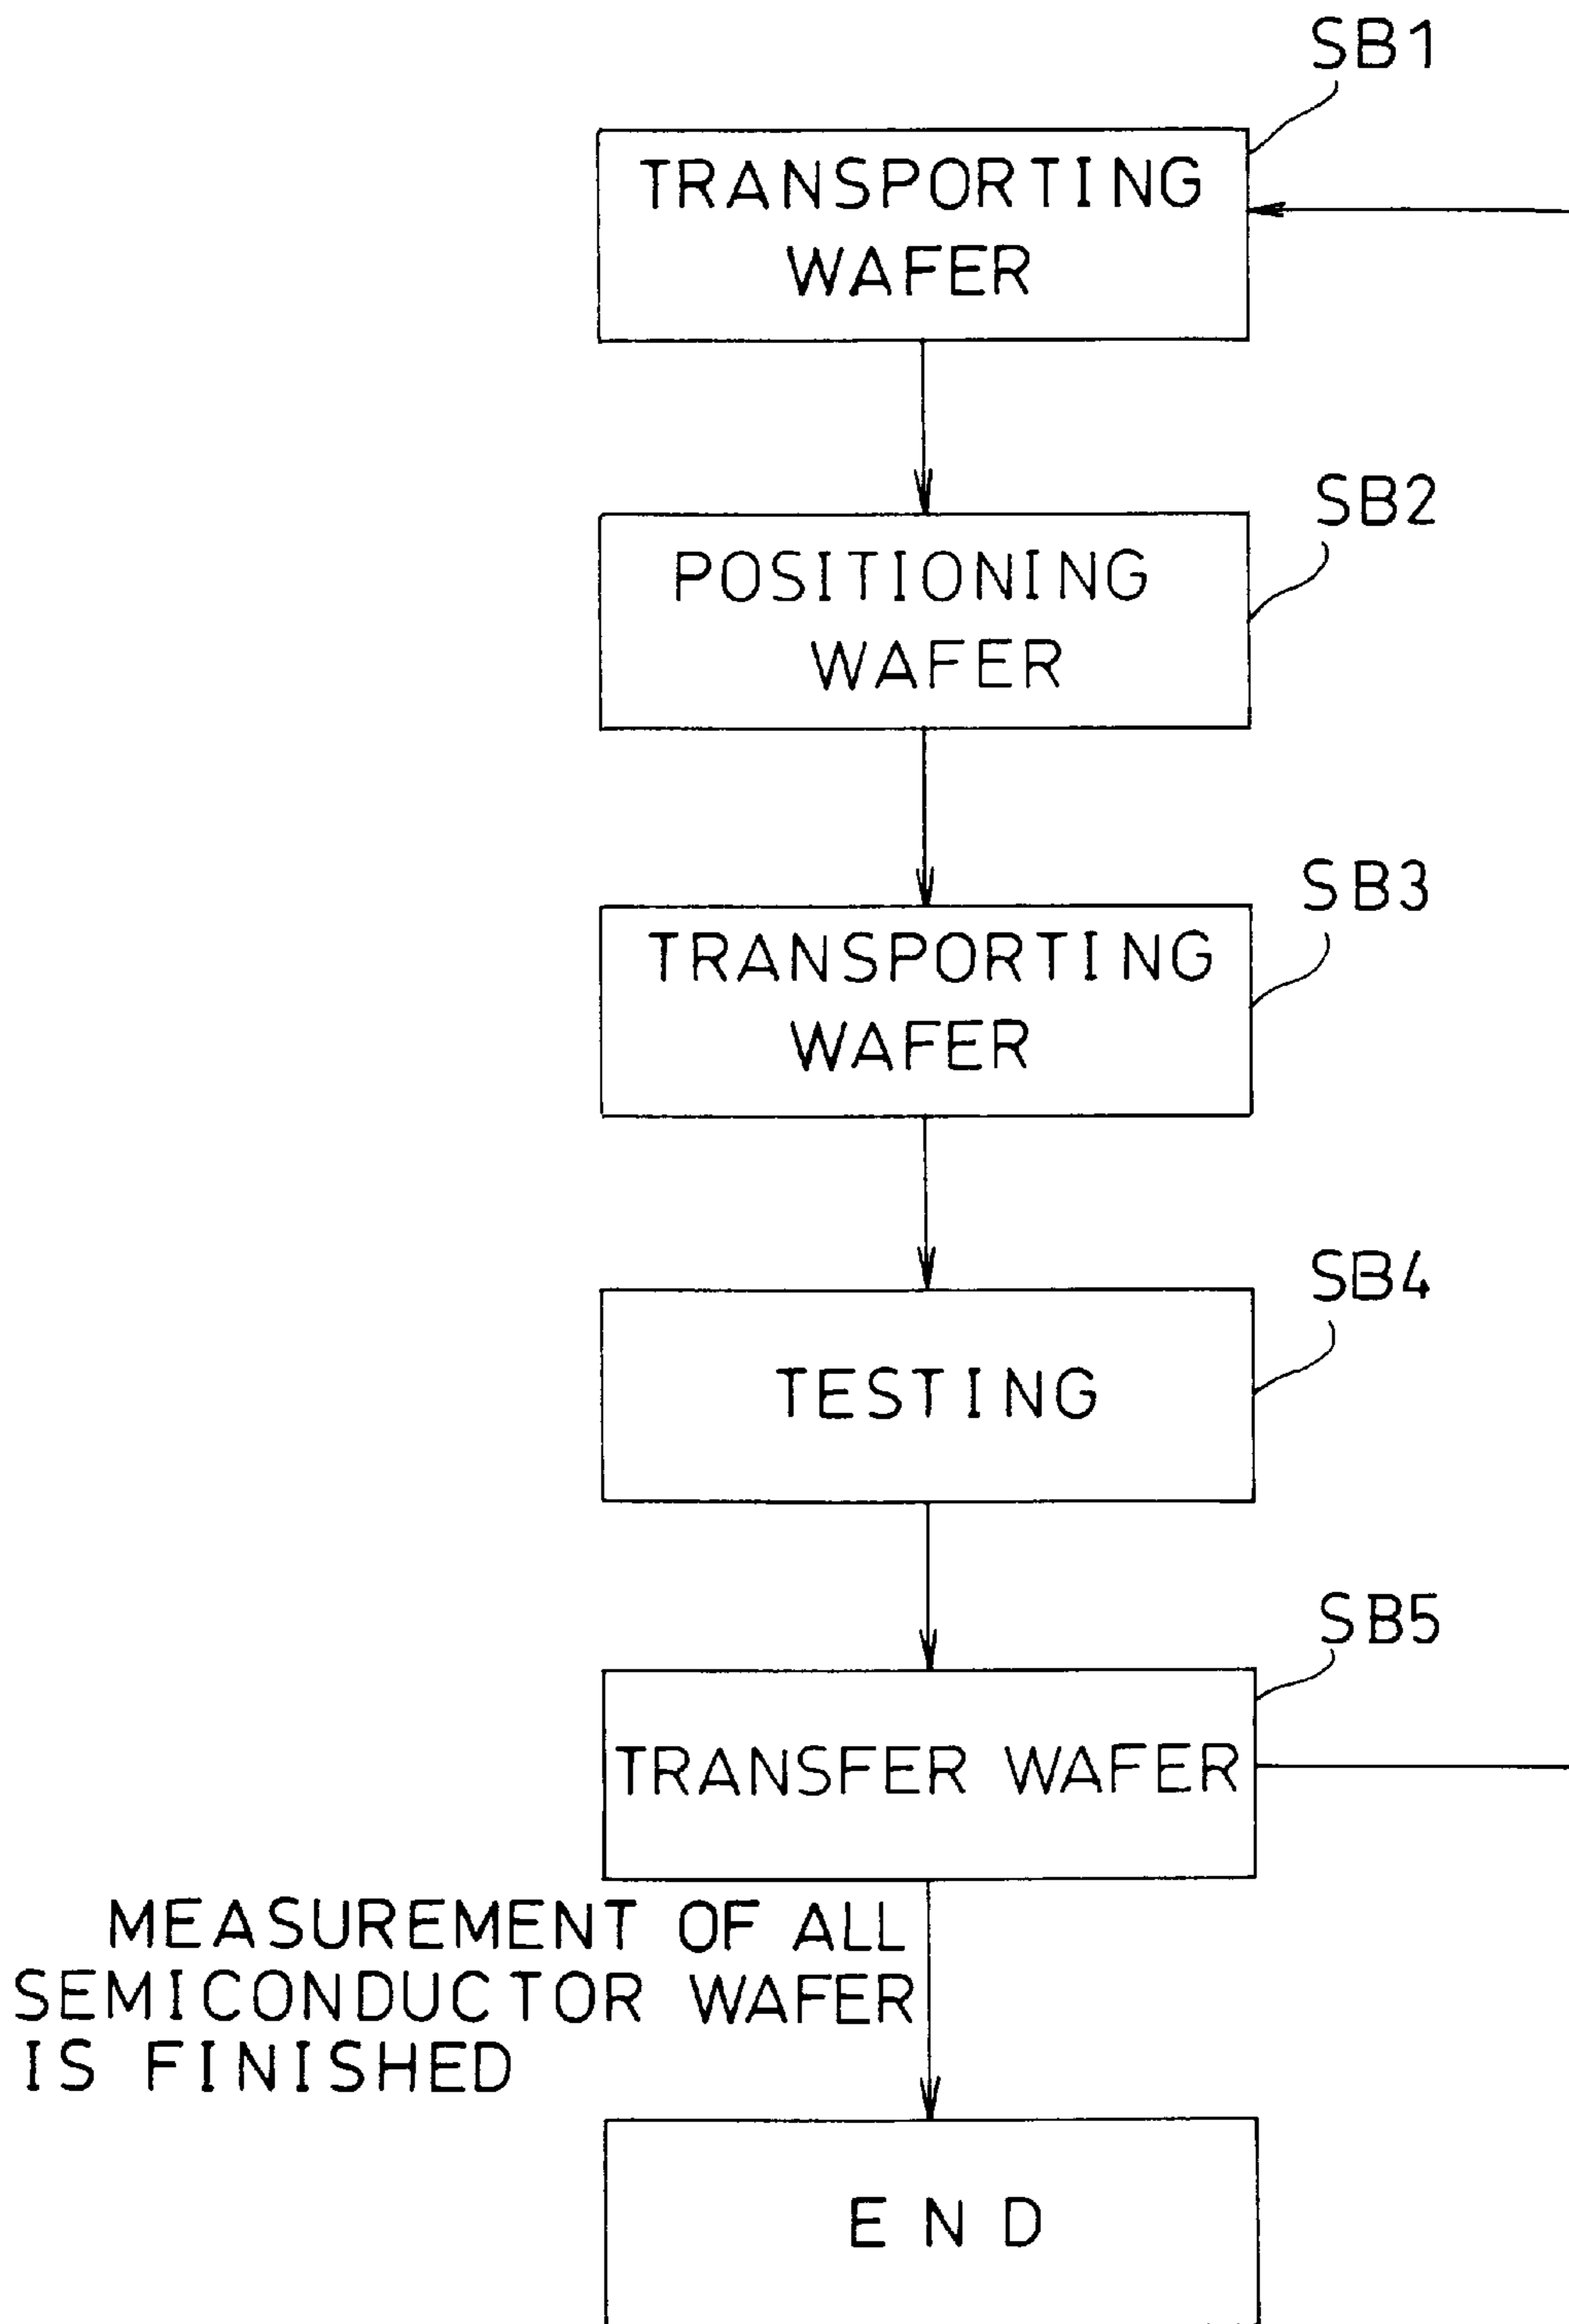 SB1
TRANSPORTING
WAFER
SB2
POSITIONING
WAFER
SB3
TRANSPORTING
WAFER
SB4
TESTING
SB5
TRANSFER WAFER
MEASUREMENT OF ALL
SEMICONDUCTOR WAFER
IS FINISHED
END